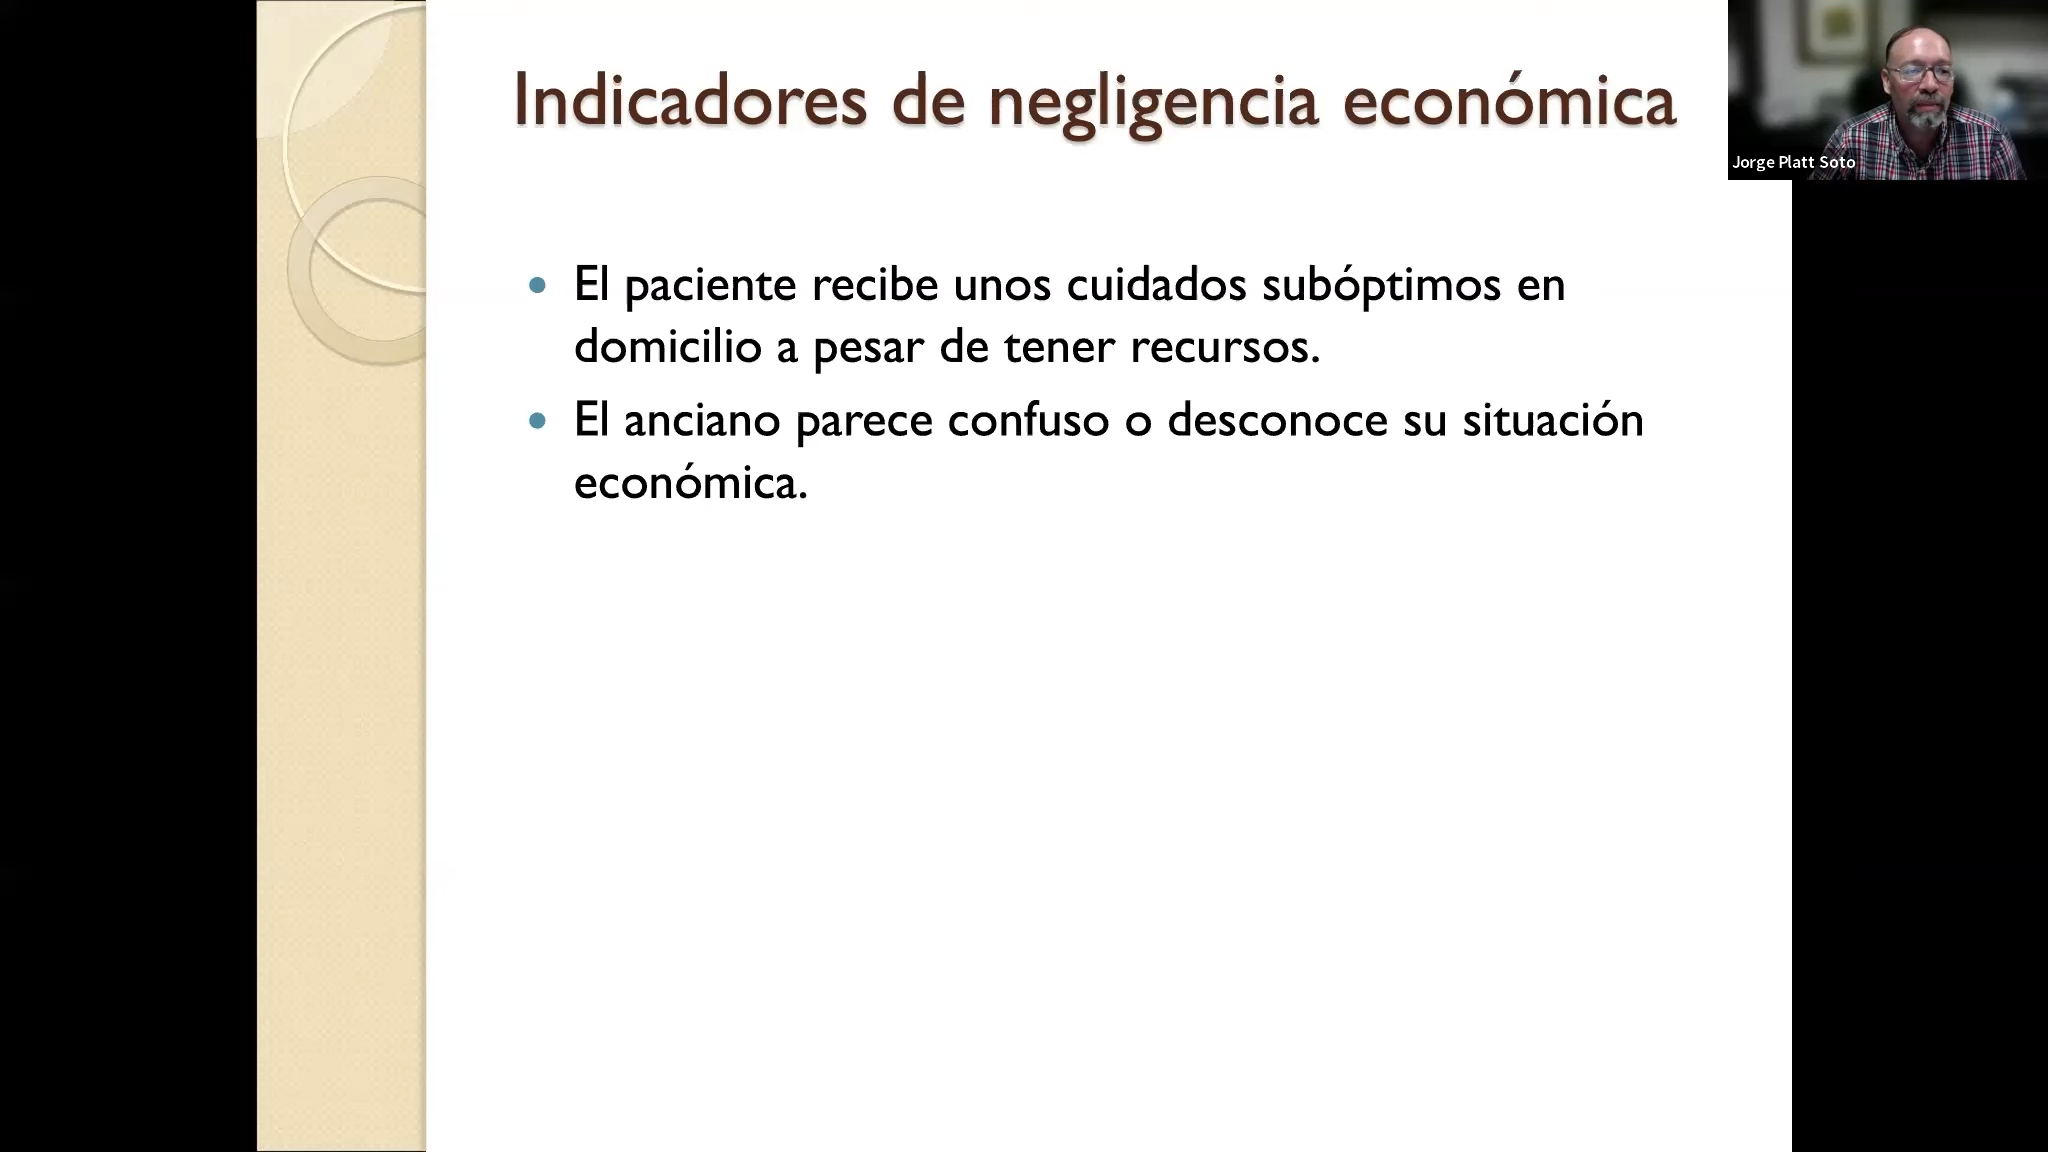 Indicadores de negligencia económica
Jorge Platt Soto
El paciente recibe unos cuidados subóptimos en
domicilio a pesar de tener recursos.
El anciano parece confuso o desconoce su situación
económica.